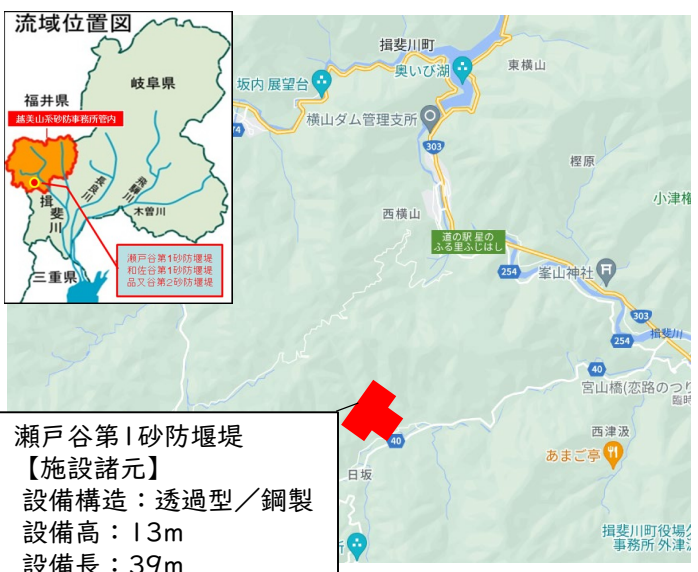 流域位置図
岐阜県
福井県
越美山系砂防事務所管内
揖斐川
長良川
飛騨川
木曽川
三重県
瀬戸谷第1砂防堰堤
和佐谷第1砂防堰堤
品又谷第2砂防堰堤
揖斐川町
奥いび湖
東横山
坂内 展望台
横山ダム管理支所
303
樫原
西横山
小津権
道の駅 星の
ふる里ふじはし
254
峯山神社
303
揖斐川
254
40
宮山橋(恋路のつり
臨時
40
西津汲
あまご亭
日坂
揖斐川町役場久
事務所 外津汲
瀬戸谷第1砂防堰堤
【施設諸元】
設備構造：透過型／鋼製
設備高：13m
設備長：39m